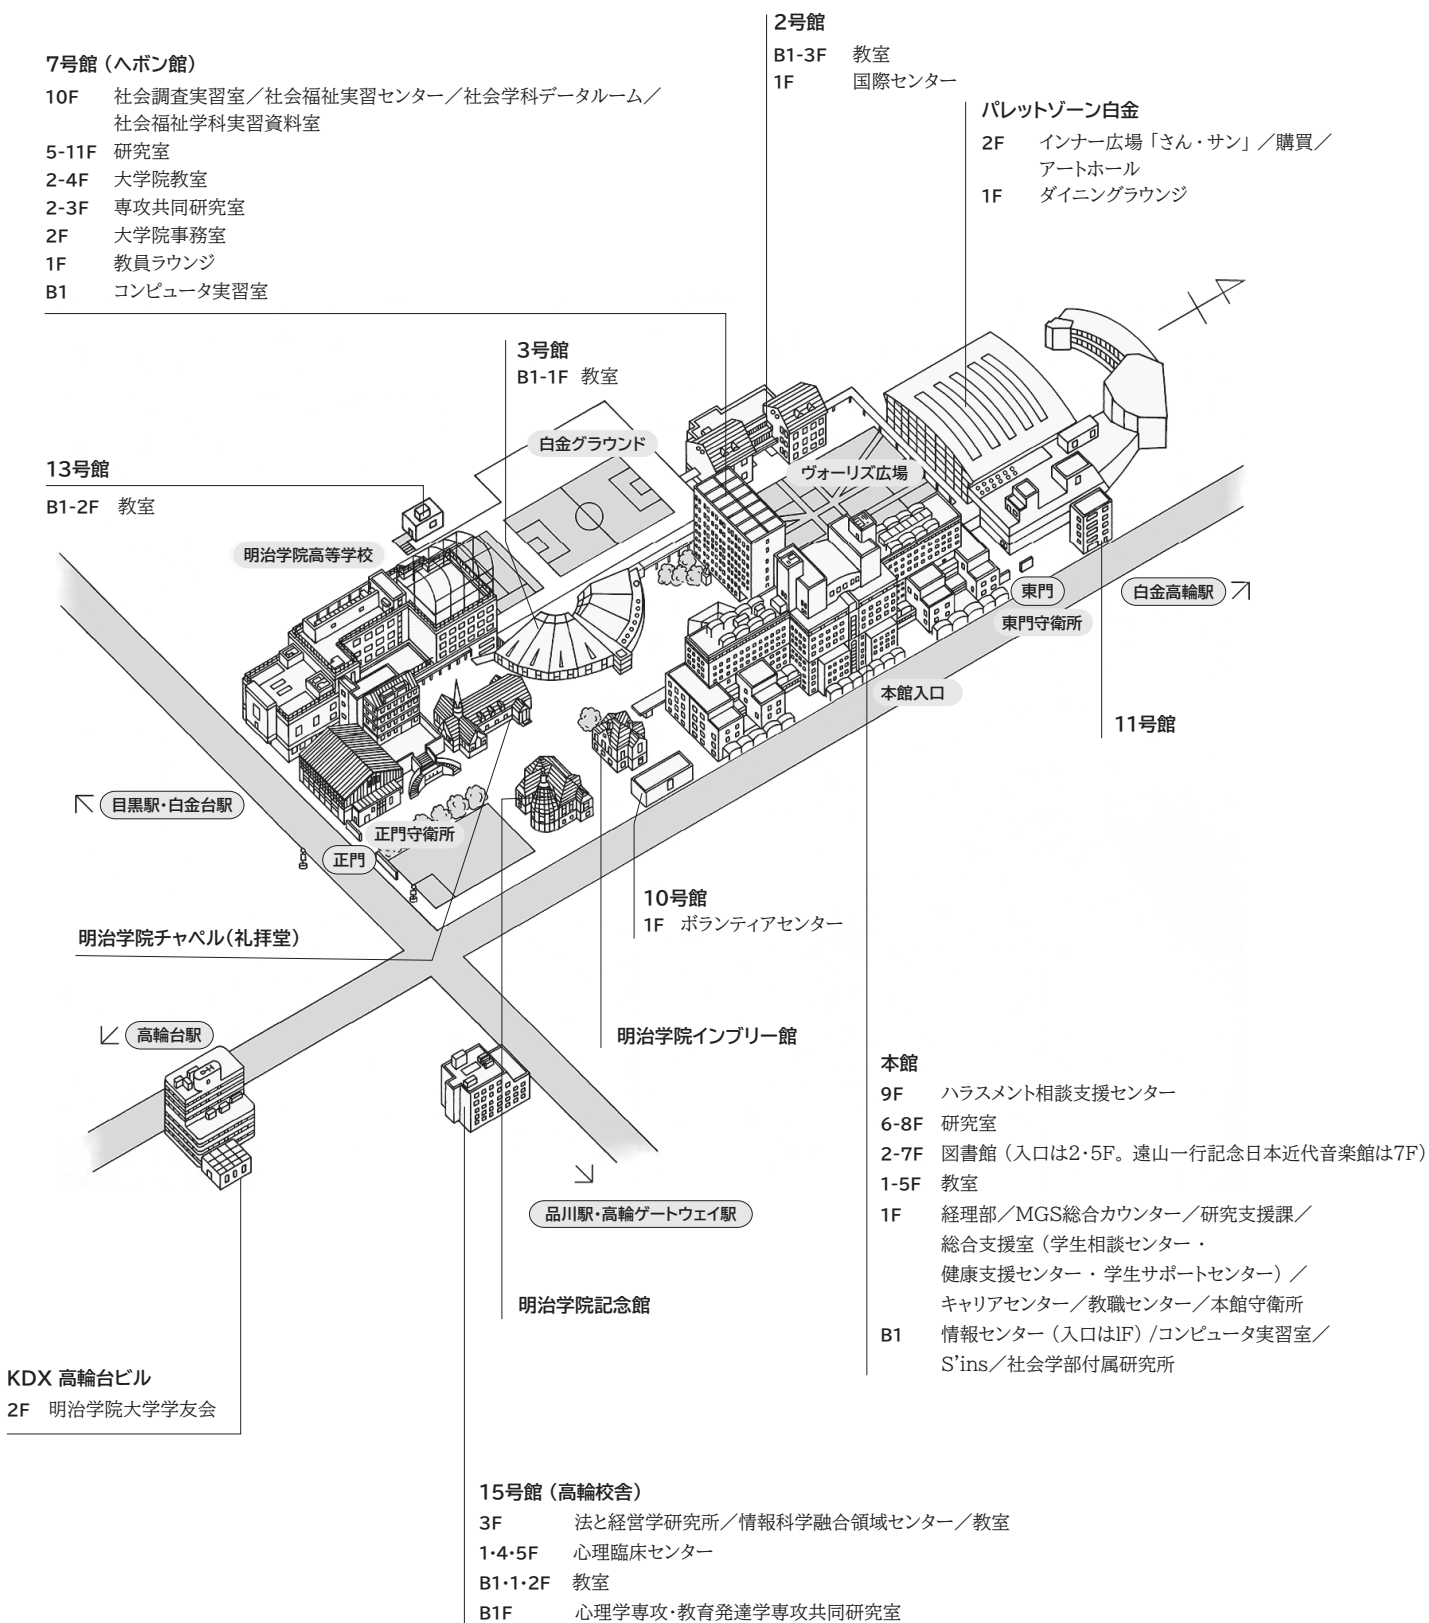 2号館
B1-3F 教室
1F 国際センター
7号館（ヘボン館）
10F 社会調査実習室／社会福祉実習センター／社会学科データルーム／
社会福祉学科実習資料室
5-11F 研究室
2-4F 大学院教室
2-3F 専攻共同研究室
2F 大学院事務室
1F 教員ラウンジ
B1 コンピュータ実習室
パレットゾーン白金
2F インナー広場「さん・サン」／購買／
アートホール
1F ダイニングラウンジ
3号館
B1-1F 教室
白金グラウンド
ヴォーリズ広場
13号館
B1-2F 教室
明治学院高等学校
東門
白金高輪駅
東門守衛所
本館入口
11号館
目黒駅・白金台駅
正門守衛所
正門
10号館
1F ボランティアセンター
明治学院チャペル（礼拝堂）
高輪台駅
明治学院インブリー館
本館
9F ハラスメント相談支援センター
6-8F 研究室
2-7F 図書館（入口は2・5F。遠山一行記念日本近代音楽館は7F）
1-5F 教室
1F 経理部／MGS総合カウンター／研究支援課／
総合支援室（学生相談センター・
健康支援センター・学生サポートセンター）／
キャリアセンター／教職センター／本館守衛所
B1 情報センター（入口は1F）/コンピュータ実習室／
S'ins／社会学部付属研究所
品川駅・高輪ゲートウェイ駅
明治学院記念館
KDX 高輪台ビル
2F 明治学院大学学友会
15号館（高輪校舎）
3F 法と経営学研究所／情報科学融合領域センター／教室
1・4・5F 心理臨床センター
B1・1・2F 教室
B1F 心理学専攻・教育発達学専攻共同研究室